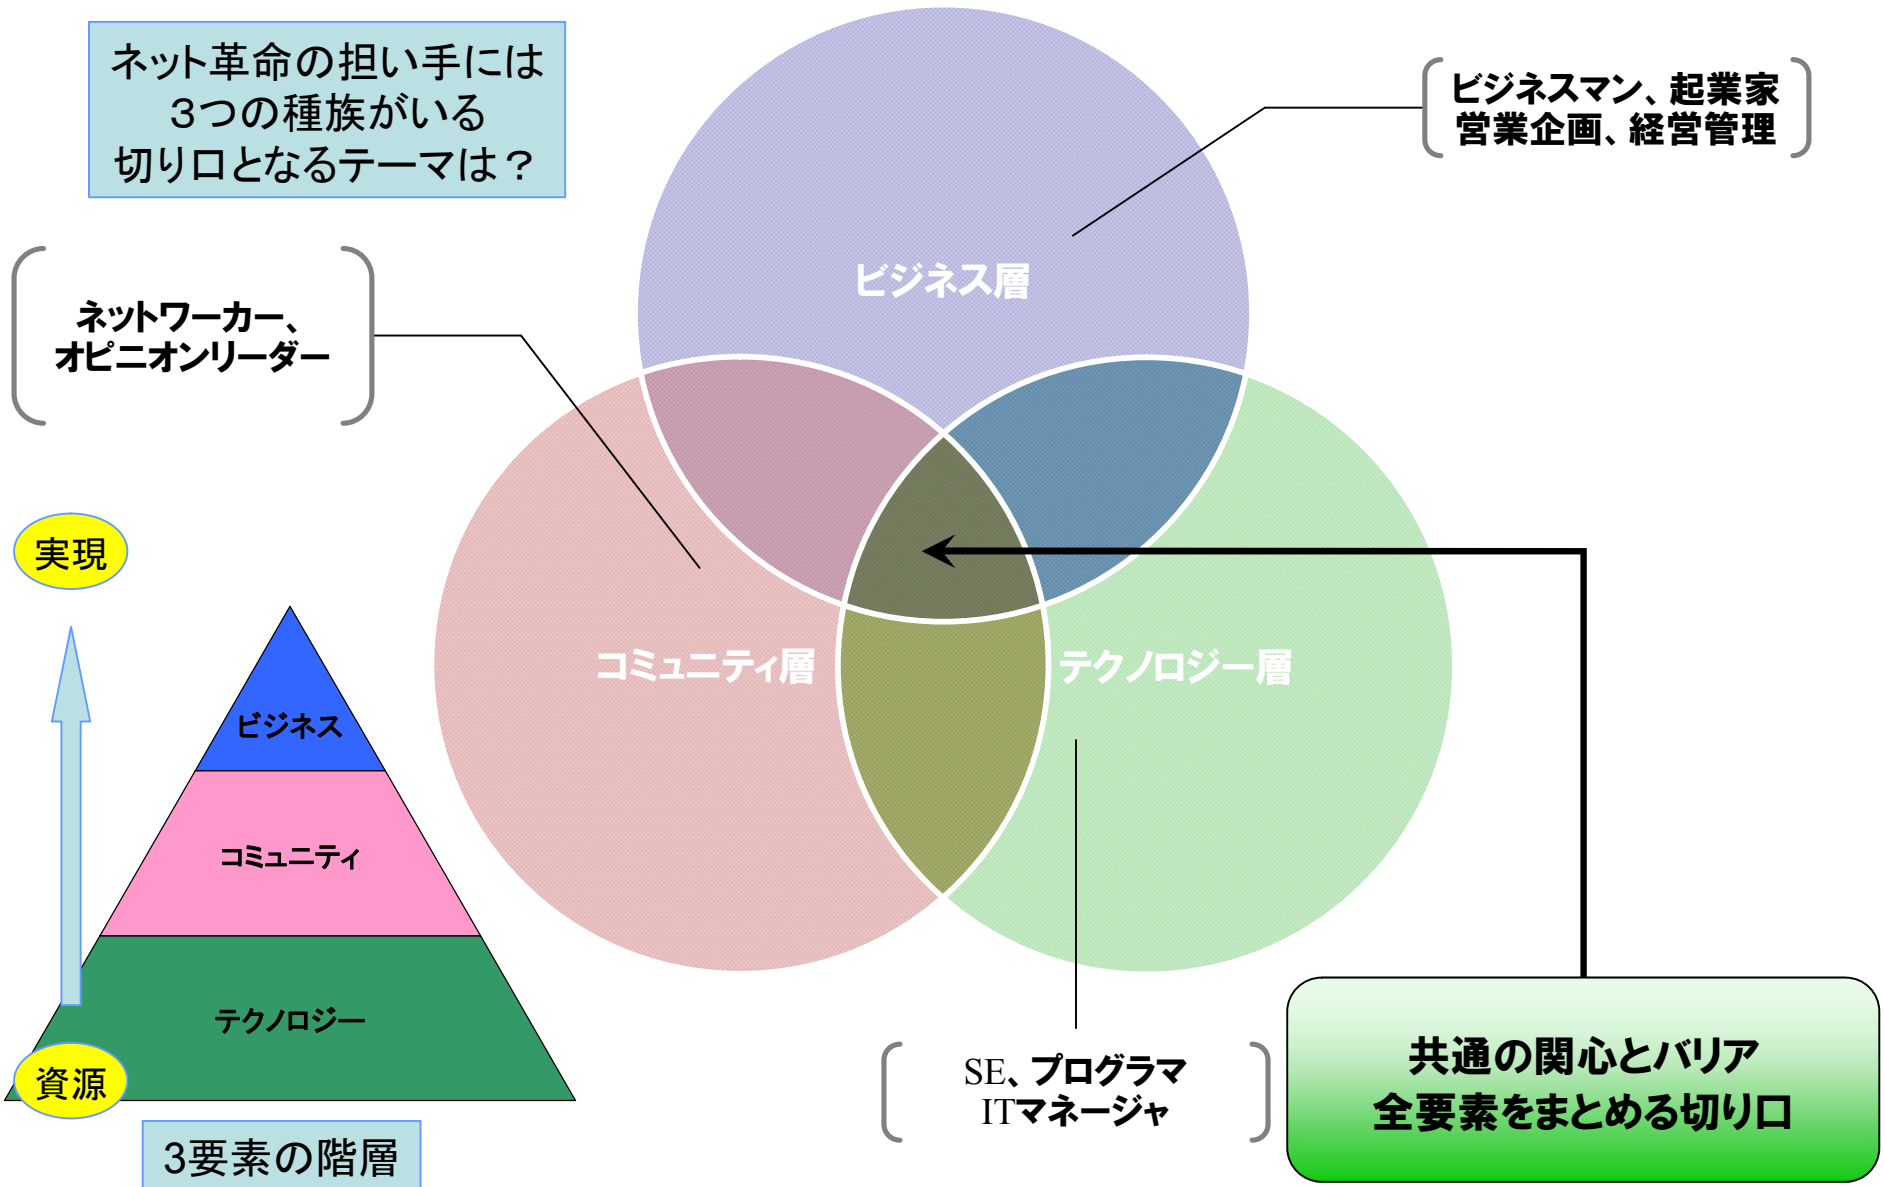 ネット革命の担い手には
３つの種族がいる
切り口となるテーマは？
ビジネスマン、起業家
営業企画、経営管理
ビジネス層
ネットワーカー、
オピニオンリーダー
実現
コミュニティ層
テクノロジー層
ビジネス
コミュニティ
テクノロジー
資源
3要素の階層
SE、プログラマ
ITマネージャ
共通の関心とバリア
全要素をまとめる切り口